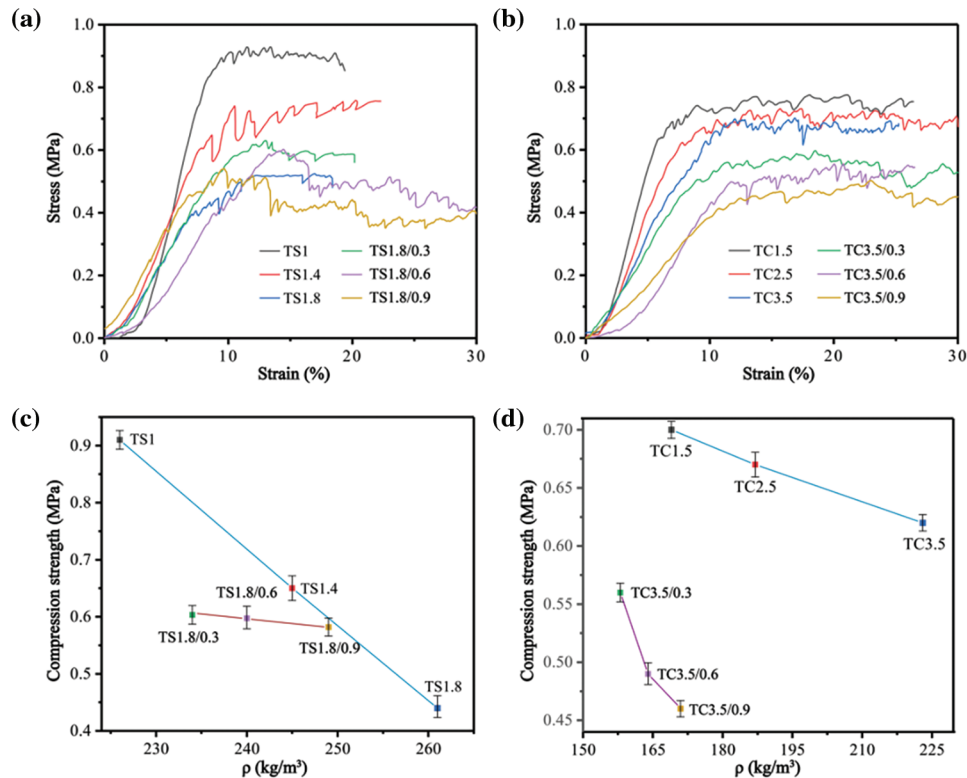 (a)
1.0
0.8
0.6
0.4
0.2
0.0
Stress (MPa)
0 10 20 30
Strain (%)
TS1 TS1.8/0.3
TS1.4 TS1.8/0.6
TS1.8 TS1.8/0.9
(b)
1.0
0.8
0.6
0.4
0.2
0.0
Stress (MPa)
0 10 20 30
Strain (%)
TC1.5 TC3.5/0.3
TC2.5 TC3.5/0.6
TC3.5 TC3.5/0.9
(c)
0.9
0.8
0.7
0.6
0.5
0.4
Compression strength (MPa)
TS1
TS1.8/0.6
TS1.4
TS1.8/0.3
TS1.8/0.9
TS1.8
230 240 250 260
ρ (kg/m³)
(d)
0.70
0.65
0.60
0.55
0.50
0.45
Compression strength (MPa)
TC1.5
TC2.5
TC3.5
TC3.5/0.3
TC3.5/0.6
TC3.5/0.9
150 165 180 195 210 225
ρ (kg/m³)